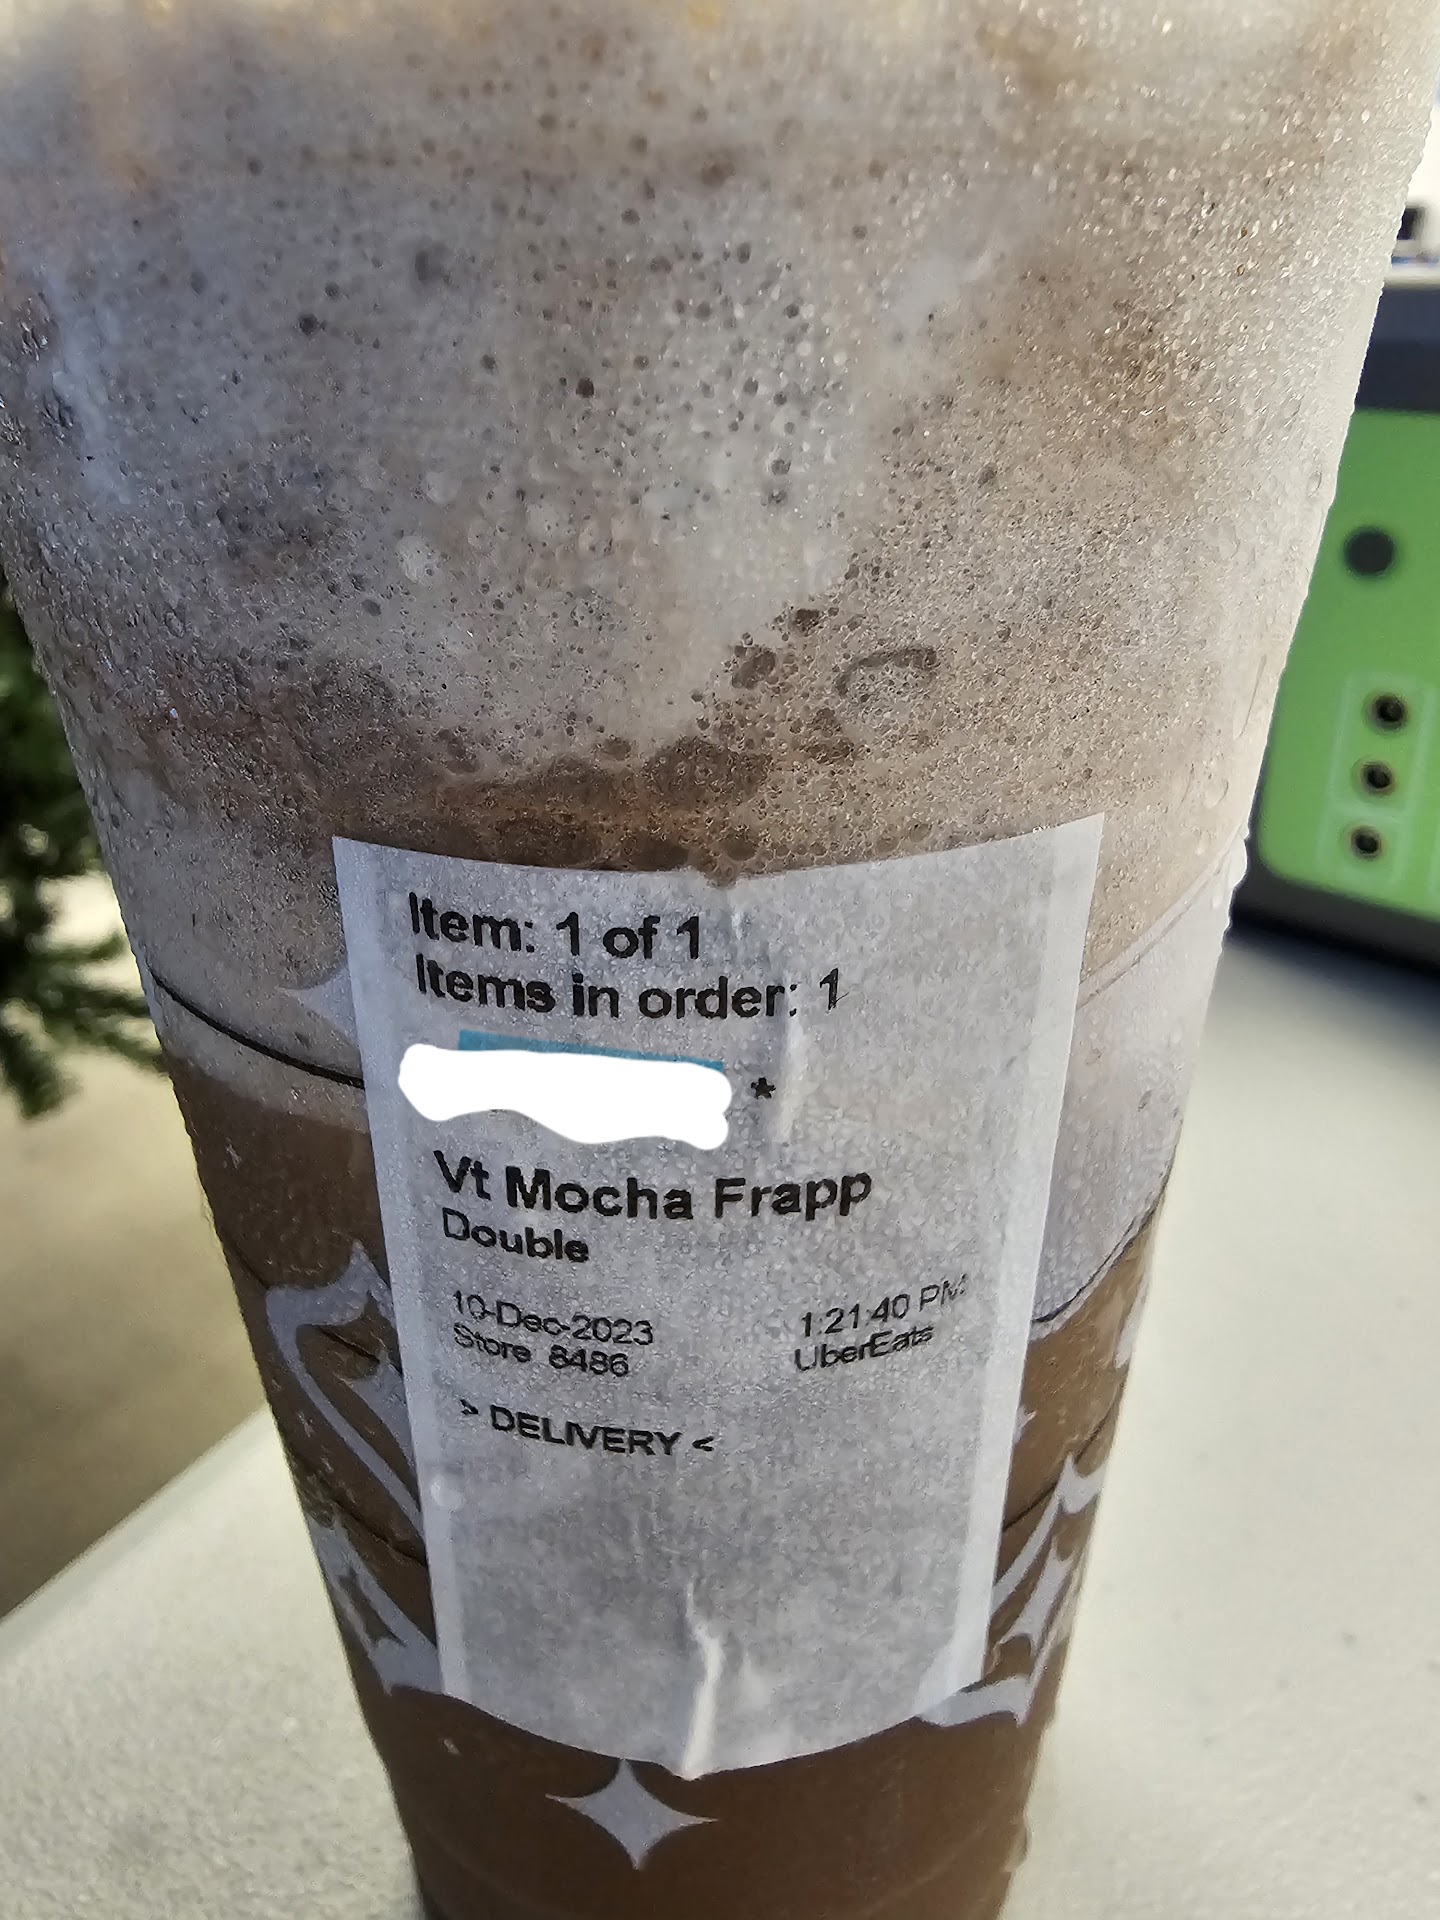 Item: 1 of 1
Items in order: 1
*
Vt Mocha Frapp
Double
10-Dec-2023 1:21:40 PM
Store 8486 UberEats
> DELIVERY <